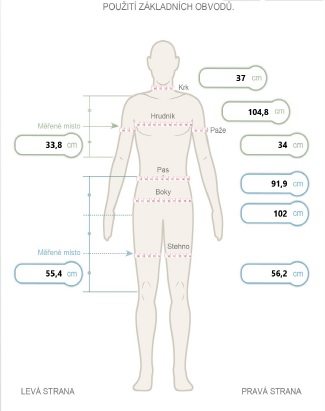 POUŽITÍ ZÁKLADNÍCH OBVODŮ.
Krk
37 cm
Hrudník
104,8 cm
Měřené místo
Paže
33,8 cm
34 cm
Pas
91,9 cm
Boky
102 cm
Stehno
Měřené místo
55,4 cm
56,2 cm
LEVÁ STRANA
PRAVÁ STRANA